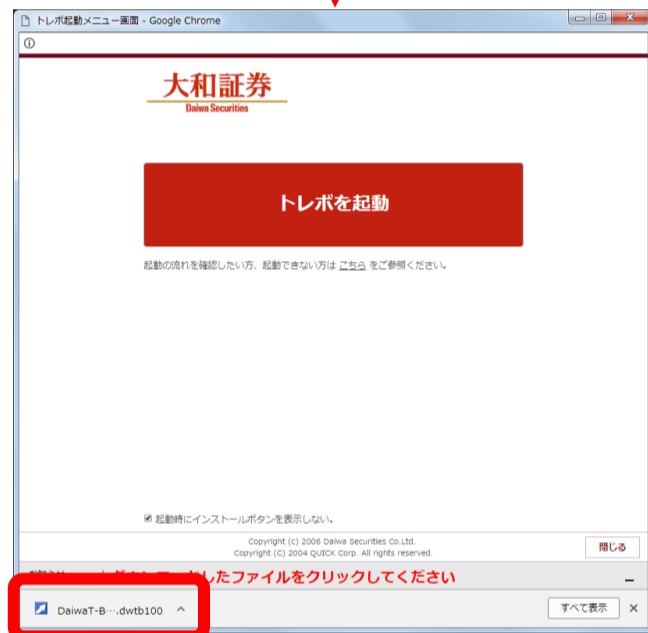 トレボ起動メニュー画面 - Google Chrome
大和証券
Daiwa Securities
トレボを起動
起動の流れを確認したい方、起動できない方は こちら をご参照ください。
起動時にインストールボタンを表示しない。
Copyright (c) 2006 Daiwa Securities Co.Ltd.
Copyright (C) 2004 QUICK Corp. All rights reserved.
閉じる
したファイルをクリックしてください
DaiwaT-B….dwtb100
すべて表示